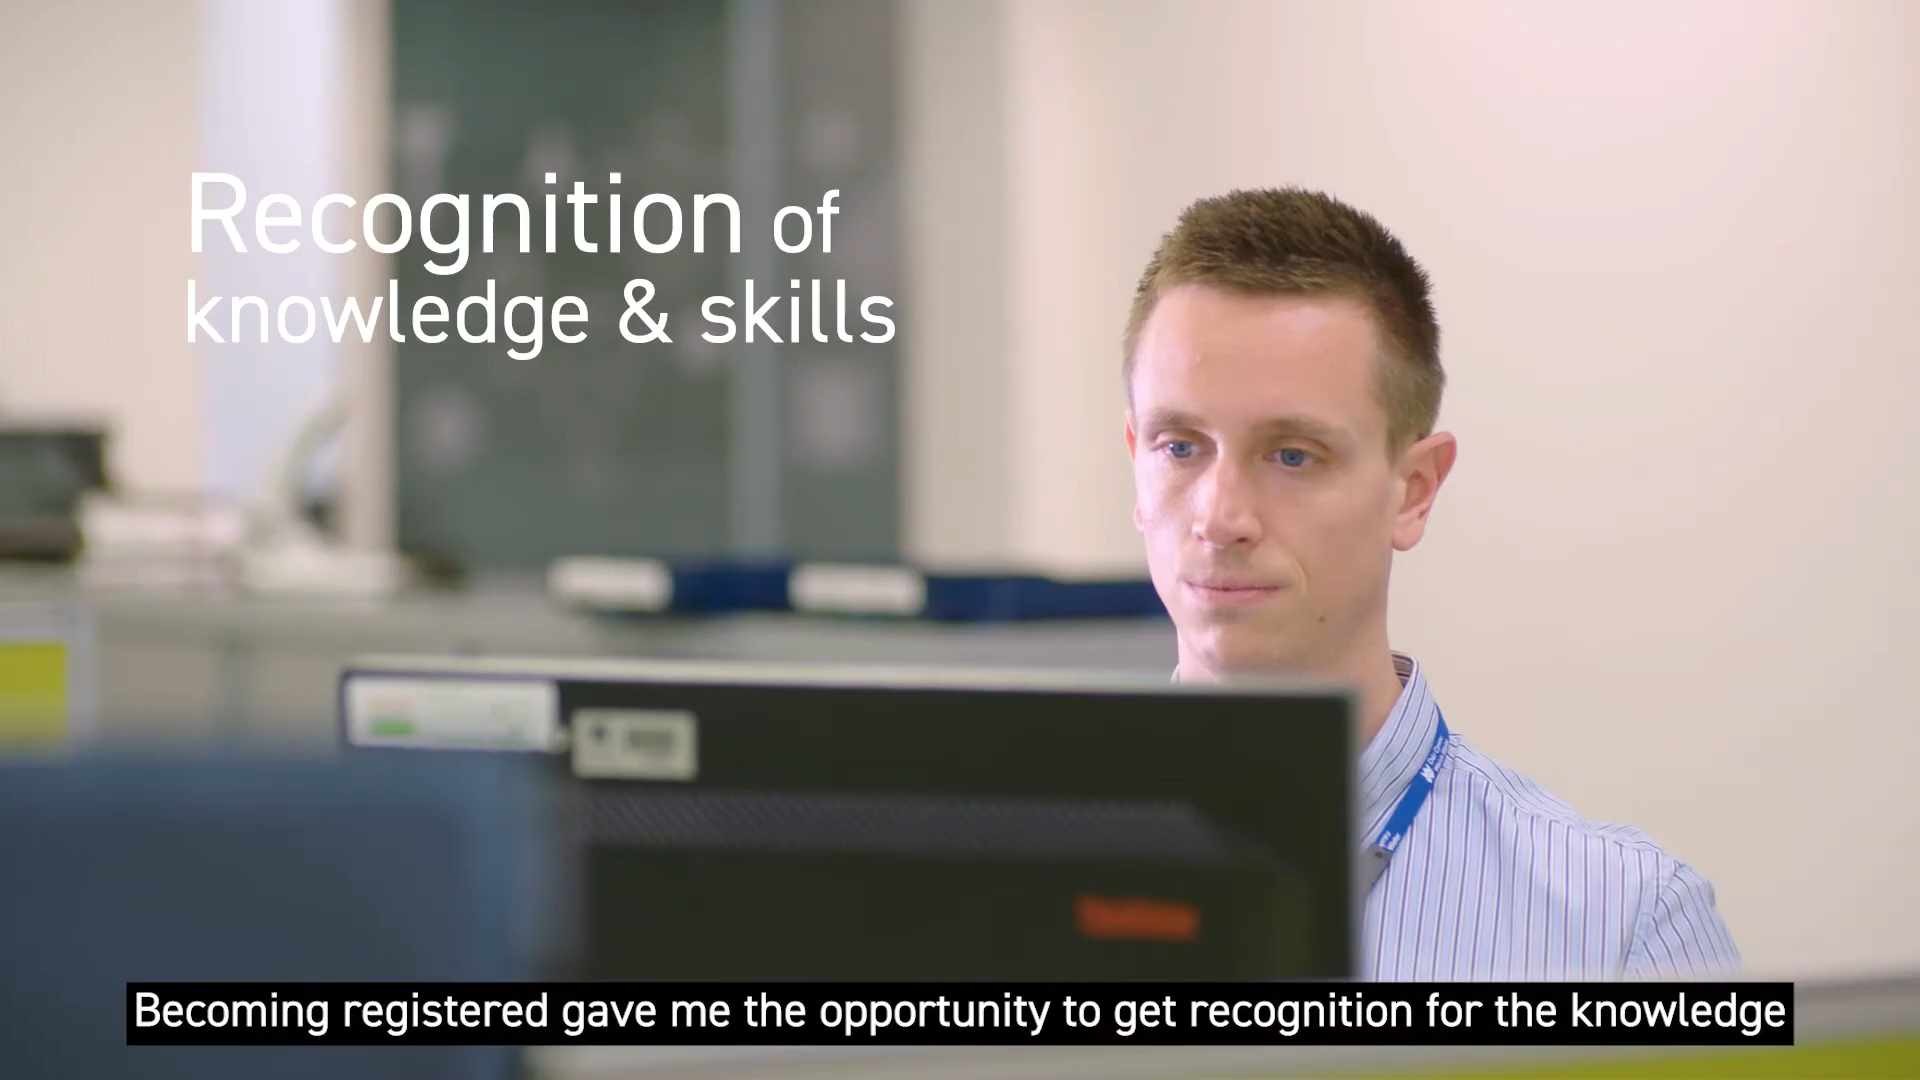 Recognition of
knowledge & skills
Becoming registered gave me the opportunity to get recognition for the knowledge